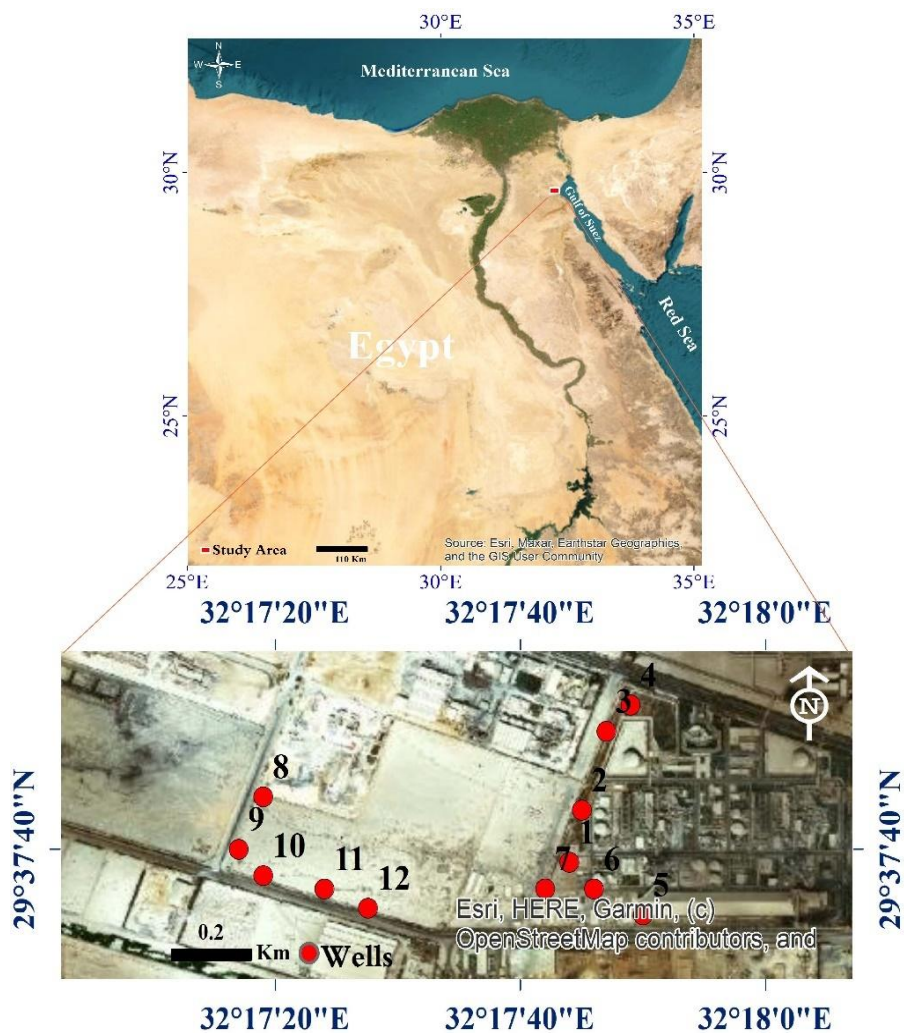 30°E 35°E
N
W E
S
Mediterranean Sea
30°N 30°N
Gulf of Suez
Red Sea
Egypt
25°N 25°N
Study Area
110 Km
Source: Esri, Maxar, Earthstar Geographics
and the GIS User Community
25°E 30°E 35°E
32°17'20"E 32°17'40"E 32°18'0"E
4
3
N
8
2
9
1
10
11
7
6
12
5
29°37'40"N 29°37'40"N
Esri, HERE, Garmin, (c)
OpenStreetMap contributors, and
0.2
Km
Wells
32°17'20"E 32°17'40"E 32°18'0"E